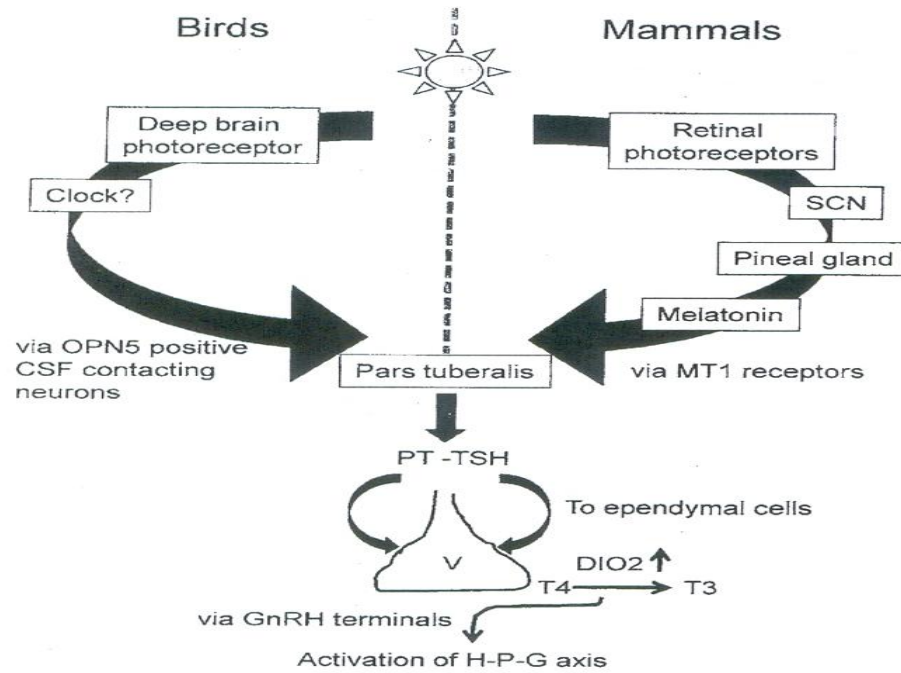 Birds
Mammals
Deep brain
photoreceptor
Retinal
photoreceptors
Clock?
SCN
Pineal gland
Melatonin
via OPN5 positive
CSF contacting
neurons
Pars tuberalis
via MT1 receptors
PT -TSH
To ependymal cells
V
DIO2
T4
T3
via GnRH terminals
Activation of H-P-G axis